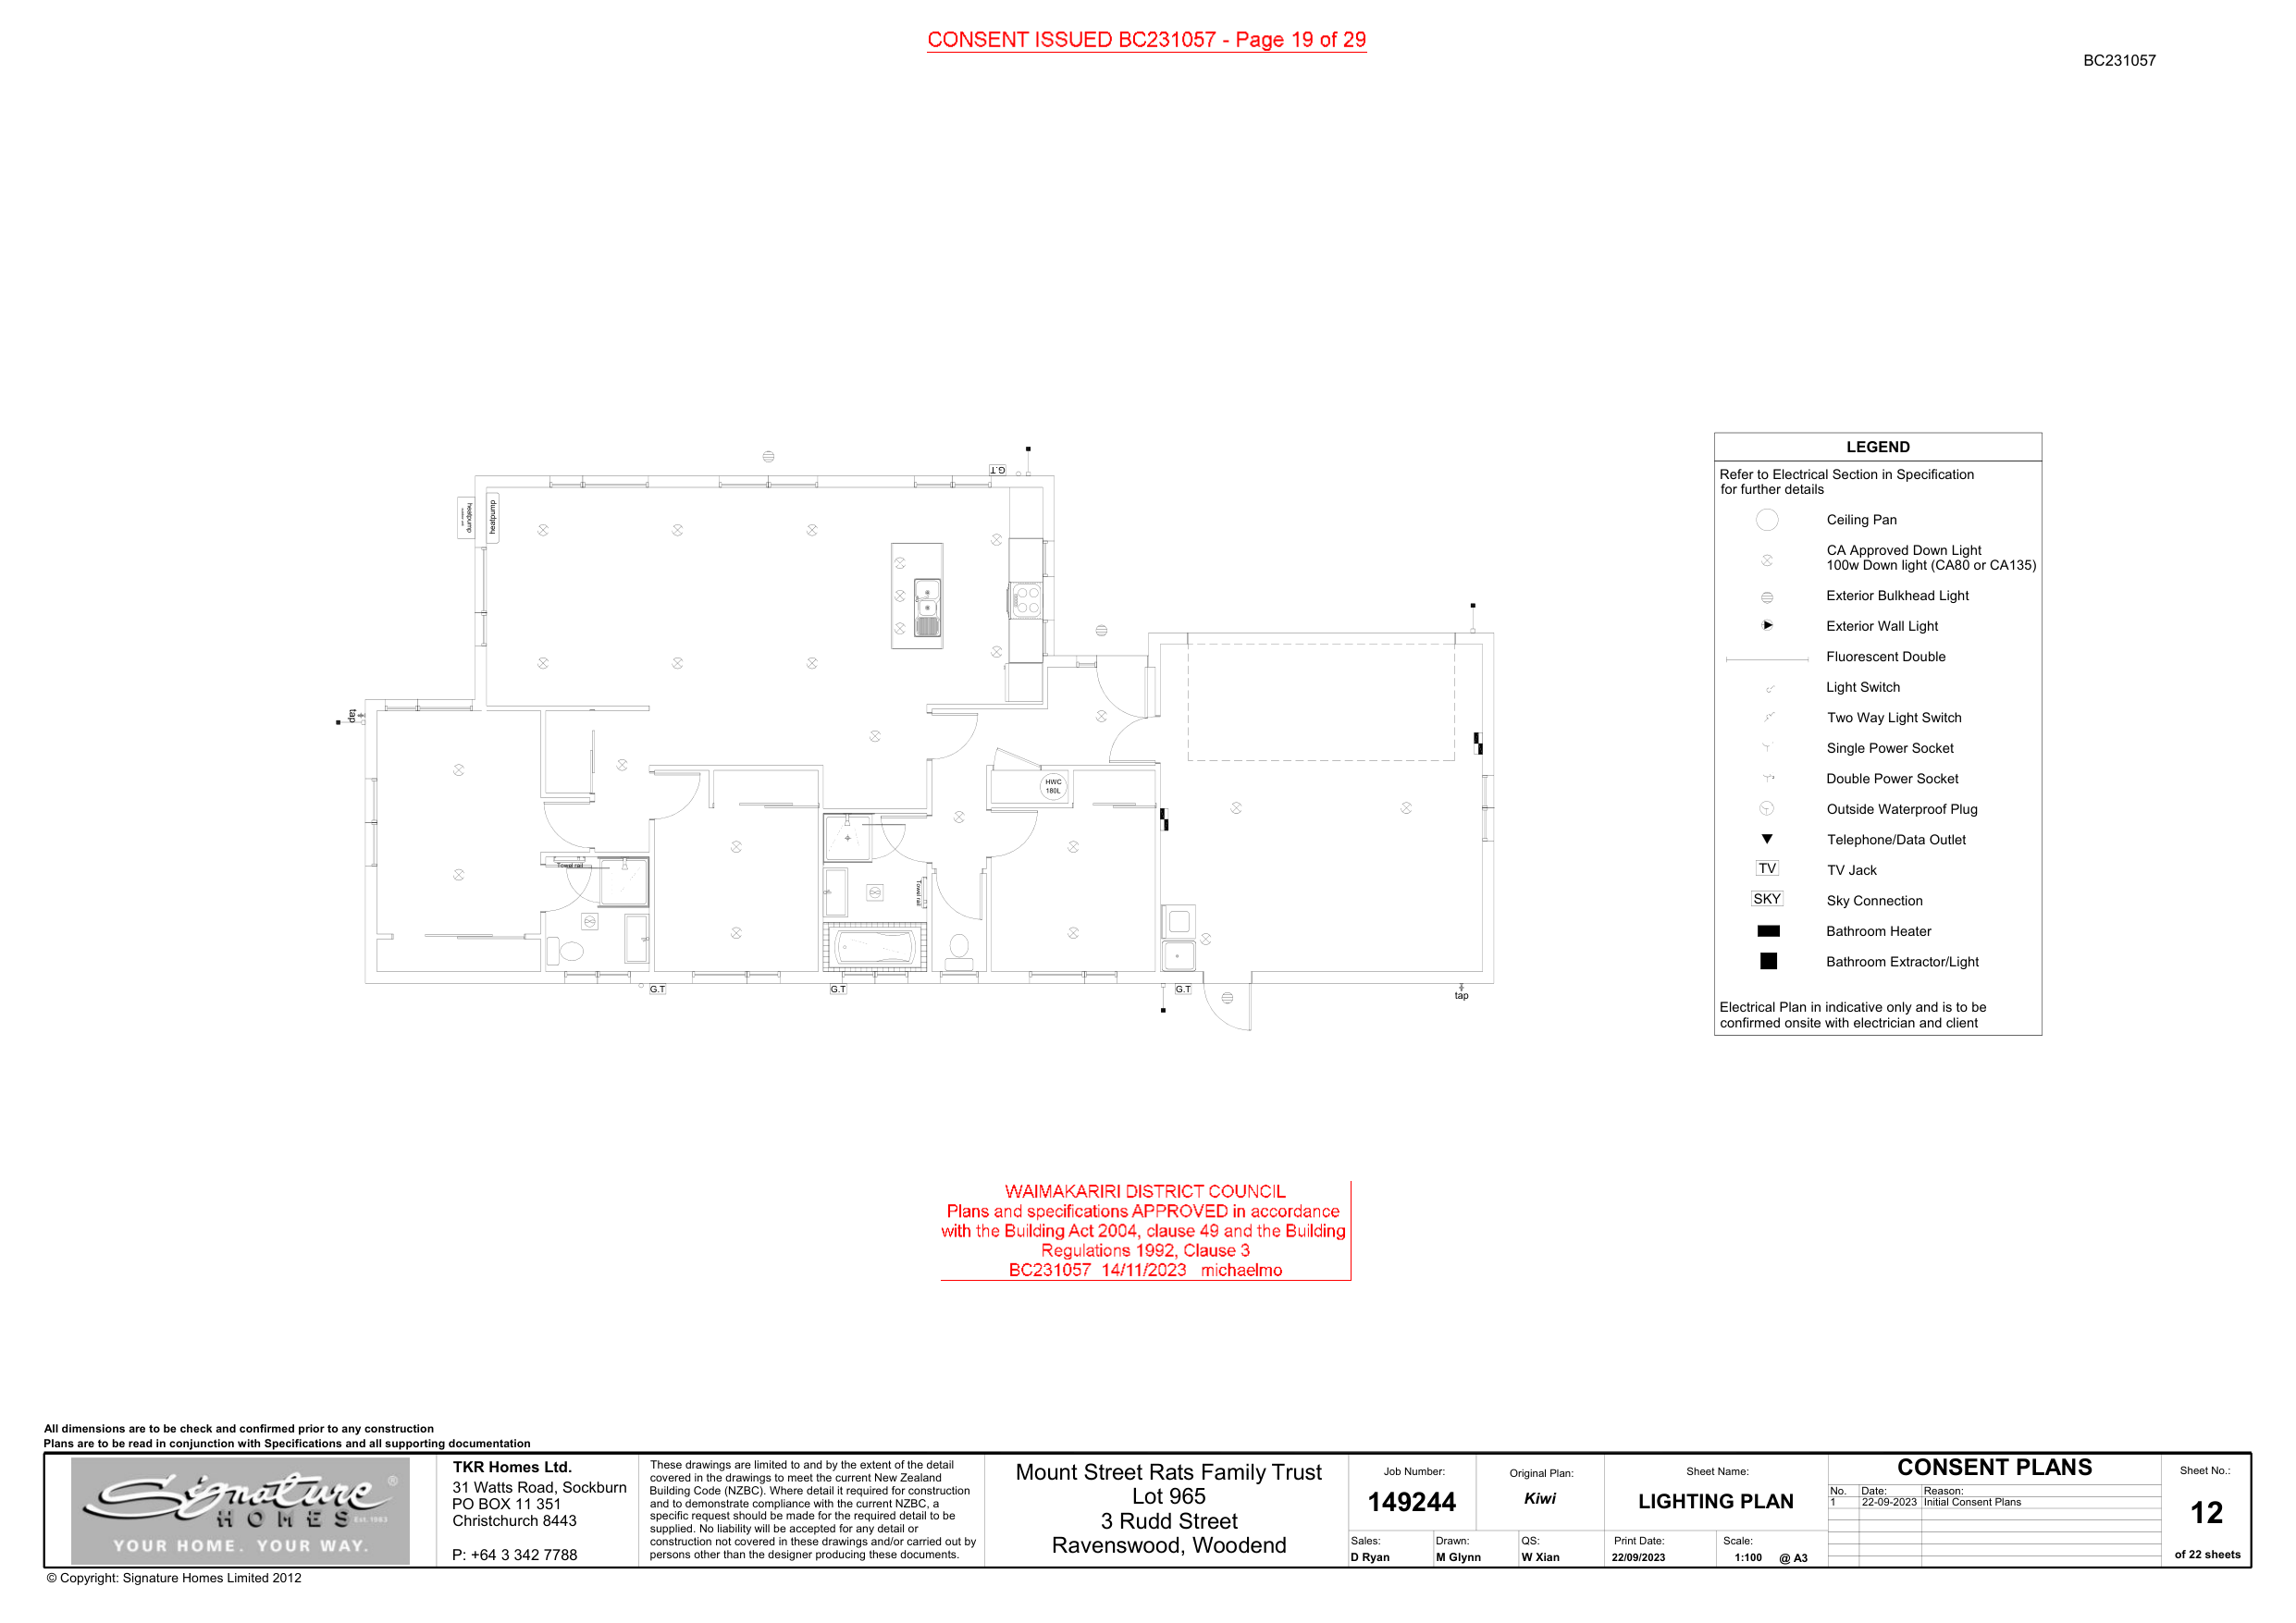 CONSENT ISSUED BC231057 - Page 19 of 29
BC231057
G.T
heatpump
heatpump
tap
HWC
180L
Towel rail
Towel rail
G.T
G.T
G.T
tap
LEGEND
Refer to Electrical Section in Specification
for further details
Ceiling Pan
CA Approved Down Light
100w Down light (CA80 or CA135)
Exterior Bulkhead Light
Exterior Wall Light
Fluorescent Double
Light Switch
Two Way Light Switch
Single Power Socket
Double Power Socket
Outside Waterproof Plug
Telephone/Data Outlet
TV TV Jack
SKY Sky Connection
Bathroom Heater
Bathroom Extractor/Light
Electrical Plan in indicative only and is to be
confirmed onsite with electrician and client
WAIMAKARIRI DISTRICT COUNCIL
Plans and specifications APPROVED in accordance
with the Building Act 2004, clause 49 and the Building
Regulations 1992, Clause 3
BC231057 14/11/2023 michaelmo
All dimensions are to be check and confirmed prior to any construction
Plans are to be read in conjunction with Specifications and all supporting documentation
Signature ®
HOMES Est. 1983
YOUR HOME. YOUR WAY.
TKR Homes Ltd.
31 Watts Road, Sockburn
PO BOX 11 351
Christchurch 8443
P: +64 3 342 7788
These drawings are limited to and by the extent of the detail
covered in the drawings to meet the current New Zealand
Building Code (NZBC). Where detail it required for construction
and to demonstrate compliance with the current NZBC, a
specific request should be made for the required detail to be
supplied. No liability will be accepted for any detail or
construction not covered in these drawings and/or carried out by
persons other than the designer producing these documents.
Mount Street Rats Family Trust
Lot 965
3 Rudd Street
Ravenswood, Woodend
Job Number:
149244
Original Plan:
Kiwi
Sheet Name:
LIGHTING PLAN
Sales:
D Ryan
Drawn:
M Glynn
QS:
W Xian
Print Date:
22/09/2023
Scale:
1:100 @ A3
CONSENT PLANS
No. Date: Reason:
1 22-09-2023 Initial Consent Plans
Sheet No.:
12
of 22 sheets
© Copyright: Signature Homes Limited 2012